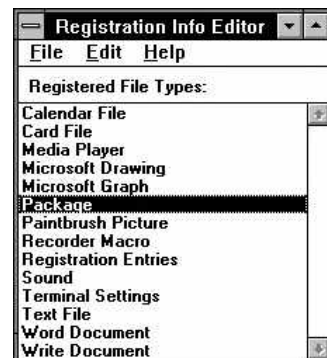 Registration Info Editor
File Edit Help
Registered File Types:
Calendar File
Card File
Media Player
Microsoft Drawing
Microsoft Graph
Package
Paintbrush Picture
Recorder Macro
Registration Entries
Sound
Terminal Settings
Text File
Word Document
Write Document